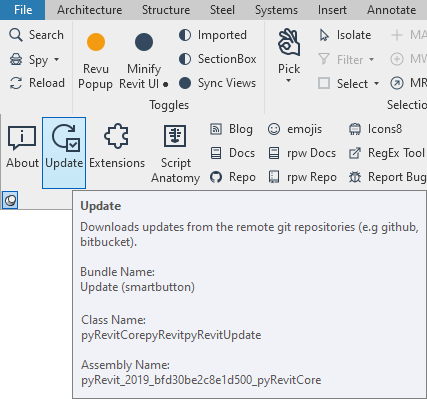 File Architecture Structure Steel Systems Insert Annotate
Search
Spy
Reload
Revu
Popup
Minify
Revit UI
Imported
SectionBox
Sync Views
Toggles
Pick
Isolate
Filter
Select
MA
MW
MR
Selectio
About
Update
Extensions
Script
Anatomy
Blog
Docs
Repo
emojis
rpw Docs
rpw Repo
Icons8
RegEx Tool
Report Bug
Update
Downloads updates from the remote git repositories (e.g github,
bitbucket).
Bundle Name:
Update (smartbutton)
Class Name:
pyRevitCorepyRevitpyRevitUpdate
Assembly Name:
pyRevit_2019_bfd30be2c8e1d500_pyRevitCore